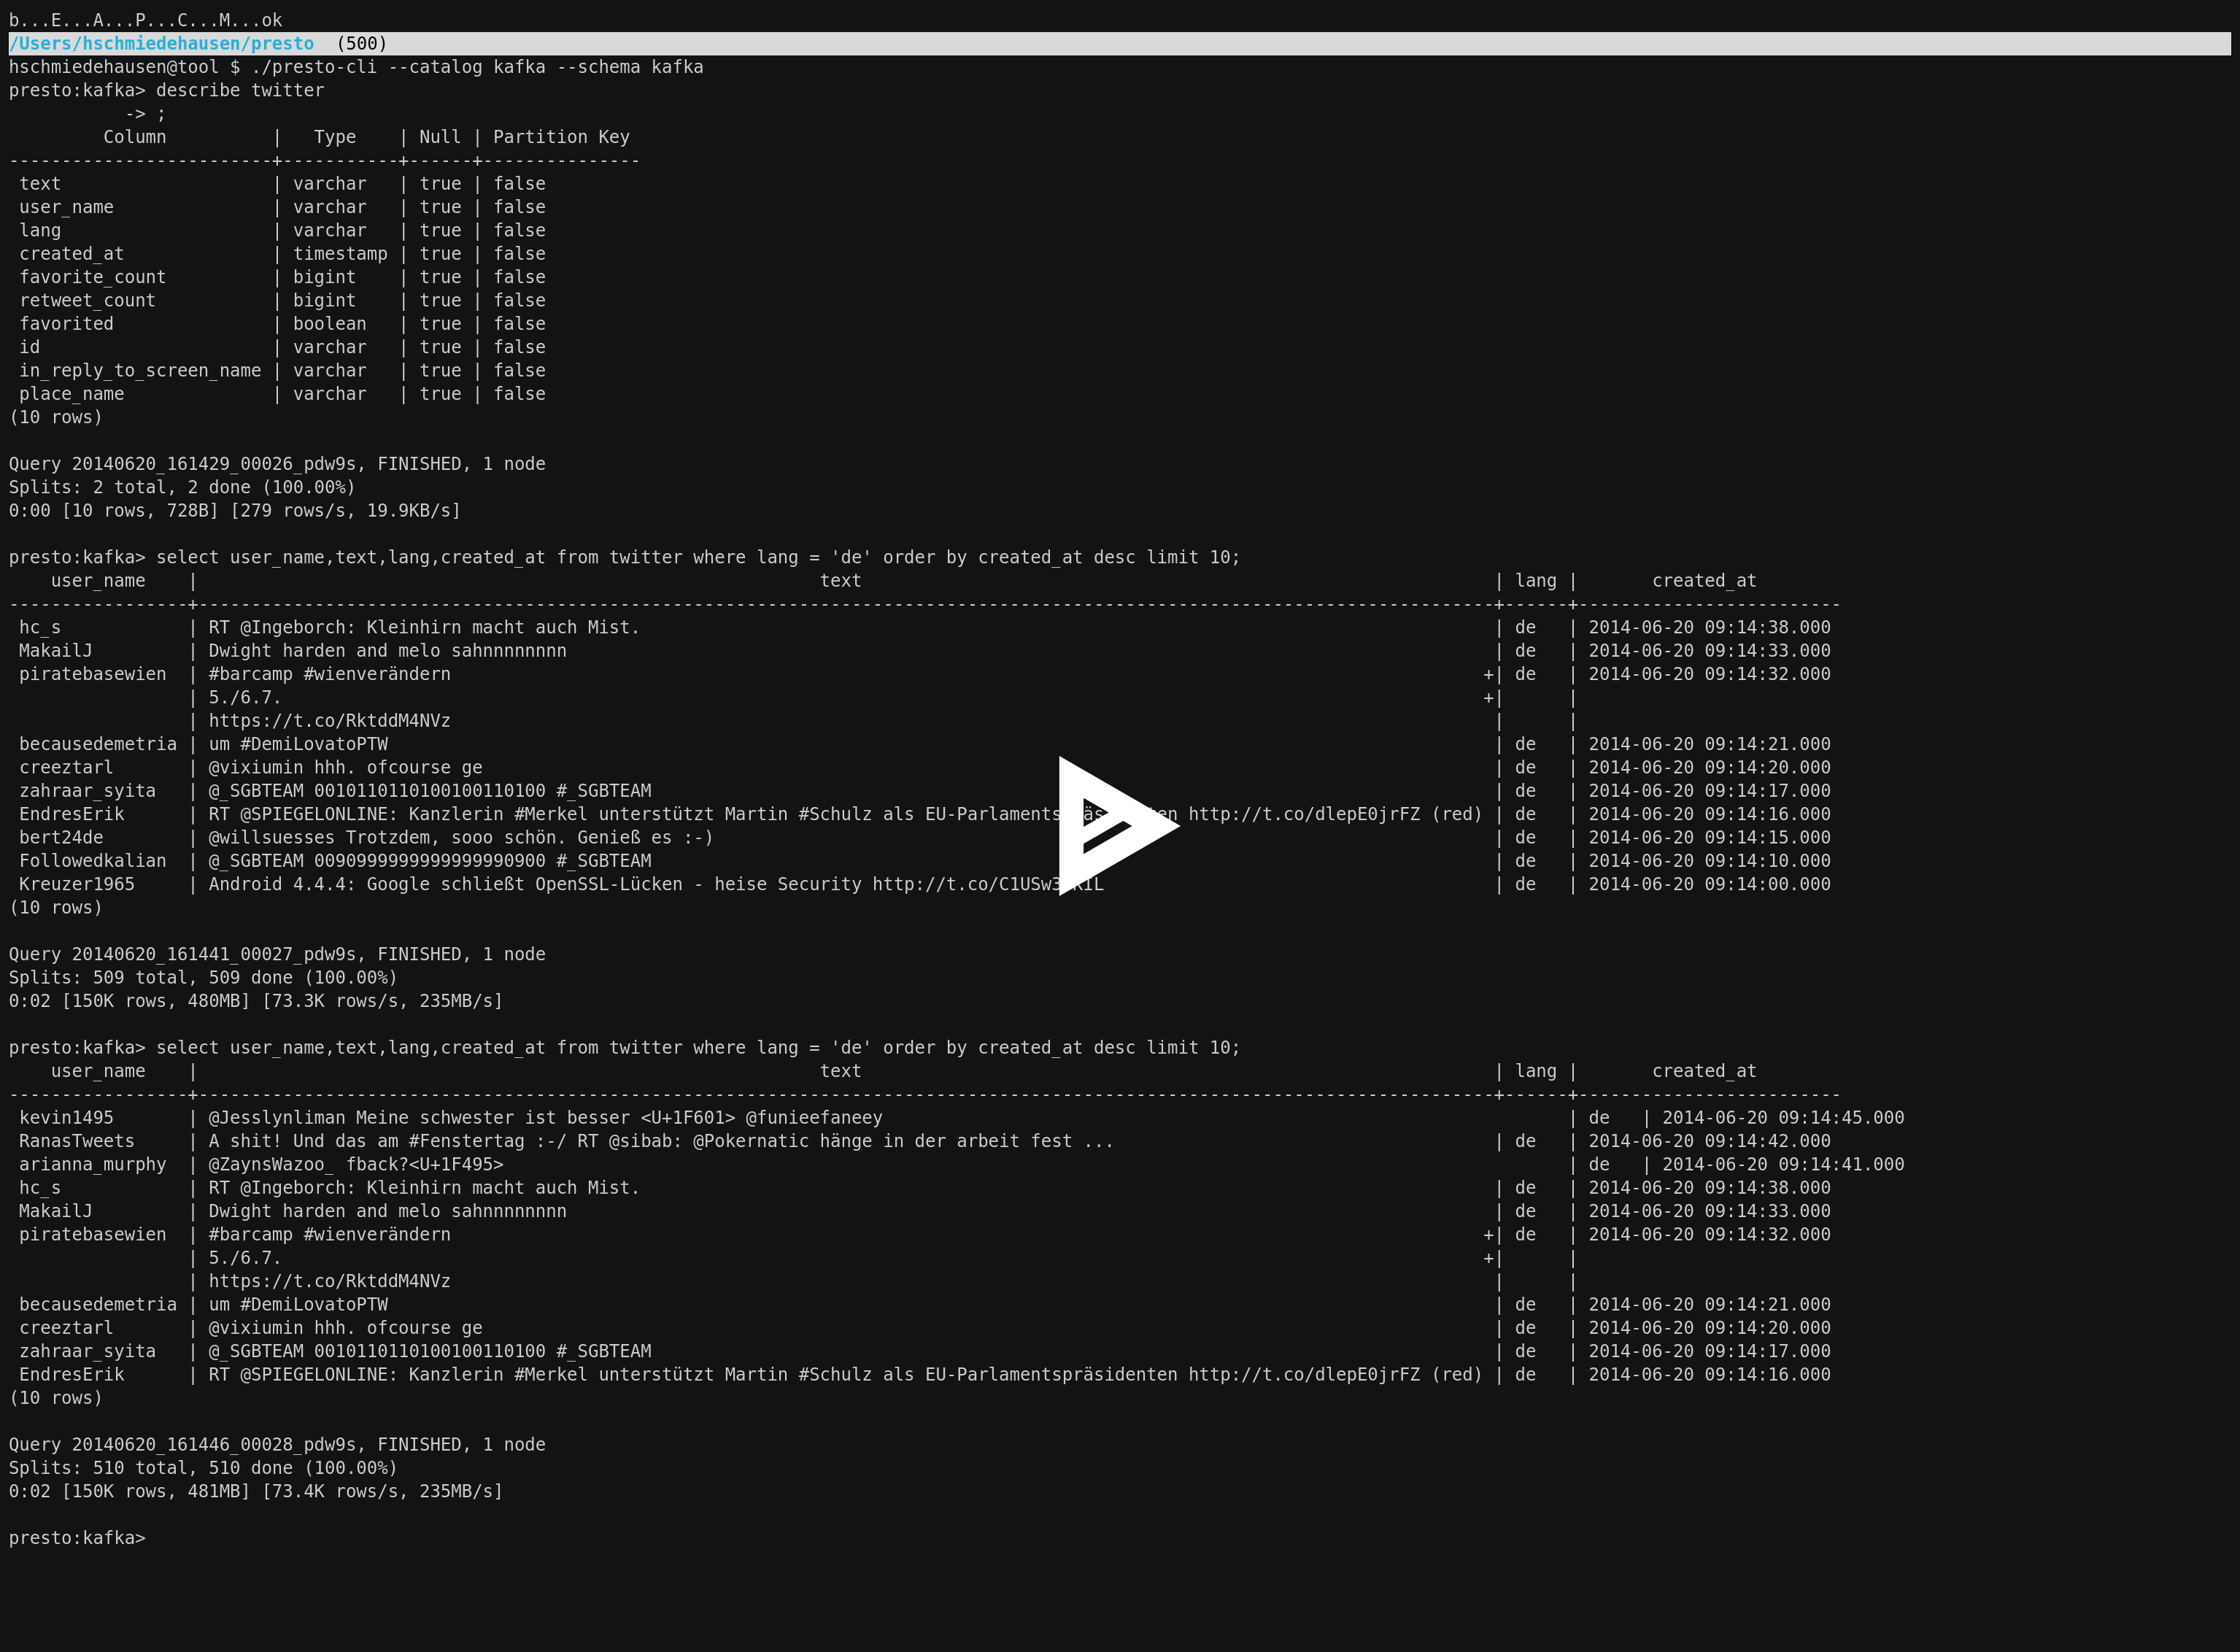 b...E...A...P...C...M...ok
/Users/hschmiedehausen/presto  (500)
hschmiedehausen@tool $ ./presto-cli --catalog kafka --schema kafka
presto:kafka> describe twitter
           -> ;
         Column          |   Type    | Null | Partition Key
-------------------------+-----------+------+---------------
 text                    | varchar   | true | false
 user_name               | varchar   | true | false
 lang                    | varchar   | true | false
 created_at              | timestamp | true | false
 favorite_count          | bigint    | true | false
 retweet_count           | bigint    | true | false
 favorited               | boolean   | true | false
 id                      | varchar   | true | false
 in_reply_to_screen_name | varchar   | true | false
 place_name              | varchar   | true | false
(10 rows)
Query 20140620_161429_00026_pdw9s, FINISHED, 1 node
Splits: 2 total, 2 done (100.00%)
0:00 [10 rows, 728B] [279 rows/s, 19.9KB/s]
presto:kafka> select user_name,text,lang,created_at from twitter where lang = 'de' order by created_at desc limit 10;
    user_name    | text | lang | created_at
-----------------+---------------------------------------------------------------------------------------------------------------------------+------+-------------------------
 hc_s            | RT @Ingeborch: Kleinhirn macht auch Mist. | de   | 2014-06-20 09:14:38.000
 MakailJ         | Dwight harden and melo sahnnnnnnnn | de   | 2014-06-20 09:14:33.000
 piratebasewien  | #barcamp #wienverändern +| de   | 2014-06-20 09:14:32.000
                 | 5./6.7. +|      |
                 | https://t.co/RktddM4NVz |      |
 becausedemetria | um #DemiLovatoPTW | de   | 2014-06-20 09:14:21.000
 creeztarl       | @vixiumin hhh. ofcourse ge | de   | 2014-06-20 09:14:20.000
 zahraar_syita   | @_SGBTEAM 0010110110100100110100 #_SGBTEAM | de   | 2014-06-20 09:14:17.000
 EndresErik      | RT @SPIEGELONLINE: Kanzlerin #Merkel unterstützt Martin #Schulz als EU-http://t.co/dlepE0jrFZ (red) | de   | 2014-06-20 09:14:16.000
 bert24de        | @willsuesses Trotzdem, sooo schön. Genieß es :-) | de   | 2014-06-20 09:14:15.000
 Followedkalian  | @_SGBTEAM 0090999999999999990900 #_SGBTEAM | de   | 2014-06-20 09:14:10.000
 Kreuzer1965     | Android 4.4.4: Google schließt OpenSSL-Lücken - heise Security | de   | 2014-06-20 09:14:00.000
(10 rows)
Query 20140620_161441_00027_pdw9s, FINISHED, 1 node
Splits: 509 total, 509 done (100.00%)
0:02 [150K rows, 480MB] [73.3K rows/s, 235MB/s]
presto:kafka> select user_name,text,lang,created_at from twitter where lang = 'de' order by created_at desc limit 10;
    user_name    | text | lang | created_at
-----------------+---------------------------------------------------------------------------------------------------------------------------+------+-------------------------
 kevin1495       | @Jesslynliman Meine schwester ist besser <U+1F601> @funieefaneey | de   | 2014-06-20 09:14:45.000
 RanasTweets     | A shit! Und das am #Fenstertag :-/ RT @sibab: @Pokernatic hänge in der arbeit fest ... | de   | 2014-06-20 09:14:42.000
 arianna_murphy  | @ZaynsWazoo_ fback?<U+1F495> | de   | 2014-06-20 09:14:41.000
 hc_s            | RT @Ingeborch: Kleinhirn macht auch Mist. | de   | 2014-06-20 09:14:38.000
 MakailJ         | Dwight harden and melo sahnnnnnnnn | de   | 2014-06-20 09:14:33.000
 piratebasewien  | #barcamp #wienverändern +| de   | 2014-06-20 09:14:32.000
                 | 5./6.7. +|      |
                 | https://t.co/RktddM4NVz |      |
 becausedemetria | um #DemiLovatoPTW | de   | 2014-06-20 09:14:21.000
 creeztarl       | @vixiumin hhh. ofcourse ge | de   | 2014-06-20 09:14:20.000
 zahraar_syita   | @_SGBTEAM 0010110110100100110100 #_SGBTEAM | de   | 2014-06-20 09:14:17.000
 EndresErik      | RT @SPIEGELONLINE: Kanzlerin #Merkel unterstützt Martin #Schulz als EU-Parlamentspräsidenten http://t.co/dlepE0jrFZ (red) | de   | 2014-06-20 09:14:16.000
(10 rows)
Query 20140620_161446_00028_pdw9s, FINISHED, 1 node
Splits: 510 total, 510 done (100.00%)
0:02 [150K rows, 481MB] [73.4K rows/s, 235MB/s]
presto:kafka>